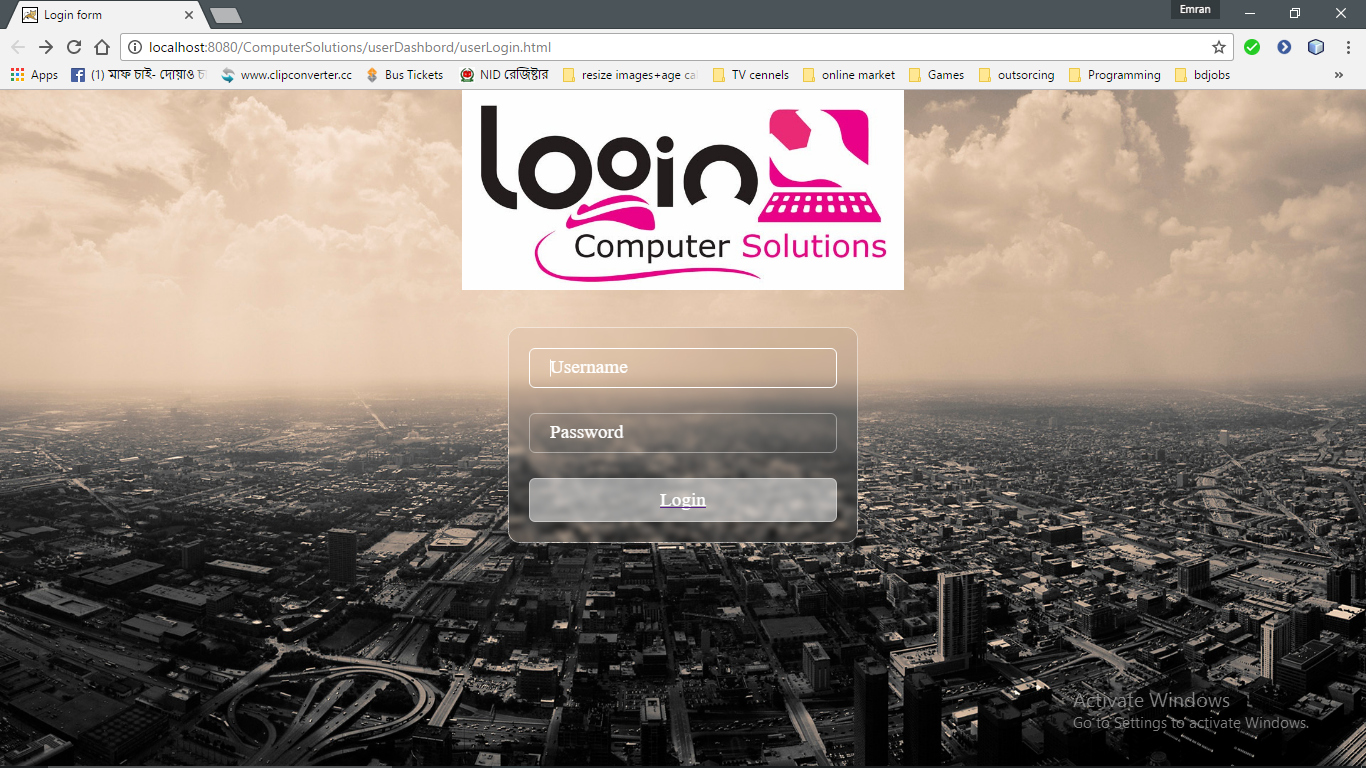 Login form
Emran
localhost:8080/ComputerSolutions/userDashbord/userLogin.html
Apps (1) মাফ চাই- দোয়াও চ www.clipconverter.cc Bus Tickets NID রেজিষ্টার resize images+age cal TV cennels online market Games outsorcing Programming bdjobs »
Login
Computer Solutions
Username
Password
Login
Activate Windows
Go to Settings to activate Windows.